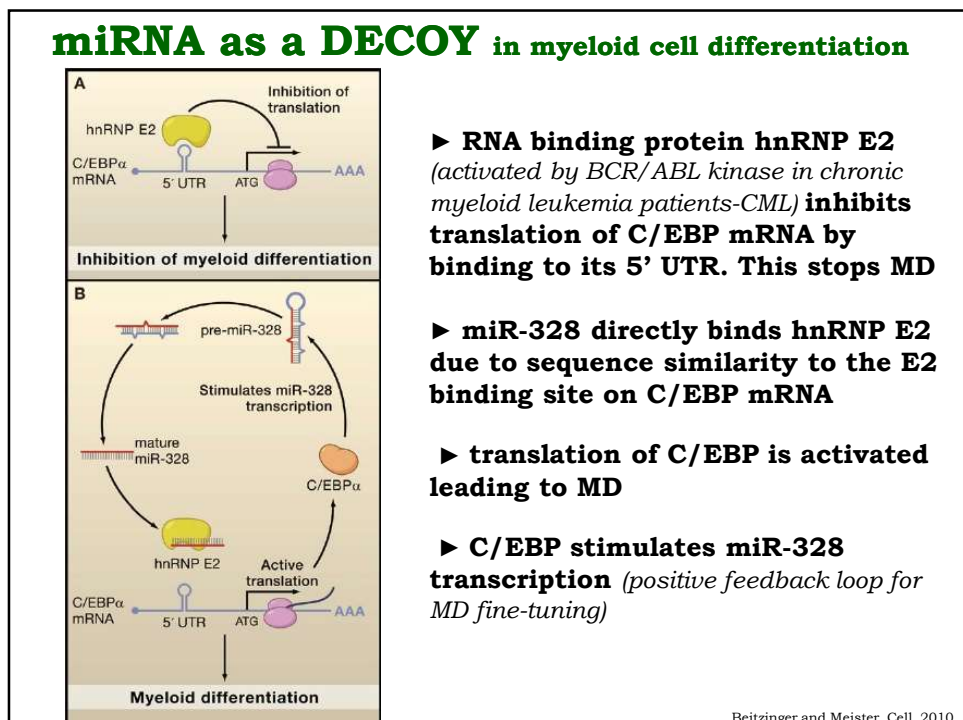 miRNA as a DECOY in myeloid cell differentiation
A
Inhibition of
translation
hnRNP E2
C/EBPα
mRNA
5′ UTR
ATG
AAA
Inhibition of myeloid differentiation
B
pre-miR-328
Stimulates miR-328
transcription
mature
miR-328
C/EBPα
hnRNP E2
Active
translation
C/EBPα
mRNA
5′ UTR
ATG
AAA
Myeloid differentiation
► RNA binding protein hnRNP E2
(activated by BCR/ABL kinase in chronic
myeloid leukemia patients-CML) inhibits
translation of C/EBP mRNA by
binding to its 5’ UTR. This stops MD
► miR-328 directly binds hnRNP E2
due to sequence similarity to the E2
binding site on C/EBP mRNA
► translation of C/EBP is activated
leading to MD
► C/EBP stimulates miR-328
transcription (positive feedback loop for
MD fine-tuning)
Beitzinger and Meister, Cell, 2010